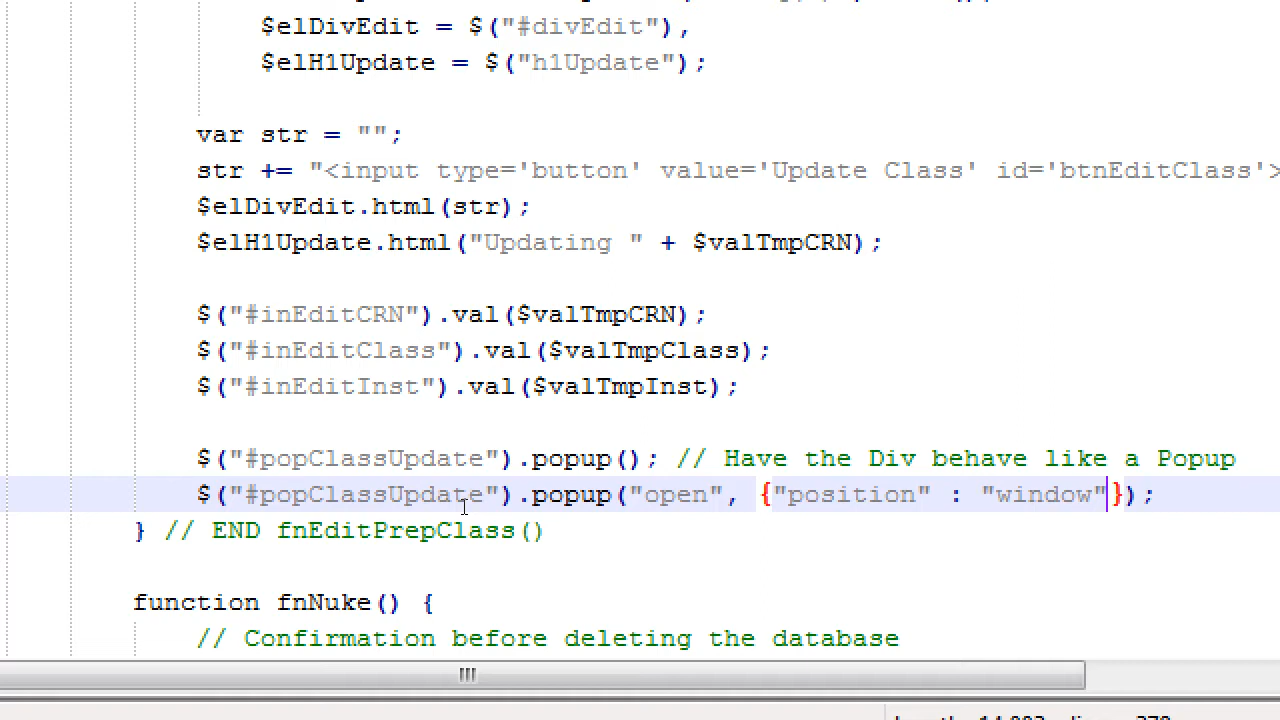 $elDivEdit = $("#divEdit"),
$elH1Update = $("h1Update");
var str = "";
str += "<input type='button' value='Update Class' id='btnEditClass'>
$elDivEdit.html(str);
$elH1Update.html("Updating " + $valTmpCRN);
$("#inEditCRN").val($valTmpCRN);
$("#inEditClass").val($valTmpClass);
$("#inEditInst").val($valTmpInst);
$("#popClassUpdate").popup(); // Have the Div behave like a Popup
$("#popClassUpdate").popup("open", {"position" : "window"});
} // END fnEditPrepClass()
function fnNuke() {
// Confirmation before deleting the database